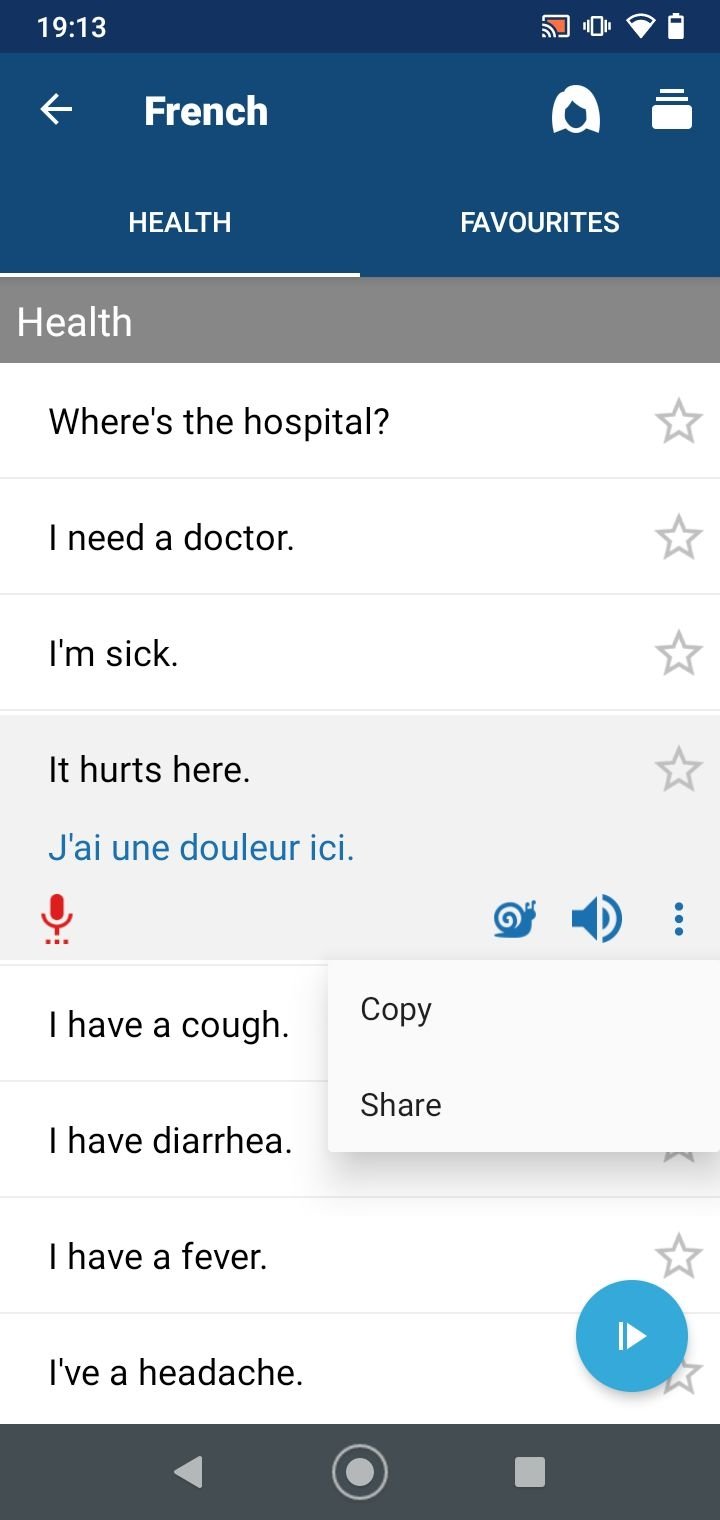 19:13
French
HEALTH
FAVOURITES
Health
Where's the hospital?
I need a doctor.
I'm sick.
It hurts here.
J'ai une douleur ici.
I have a cough.
Copy
Share
I have diarrhea.
I have a fever.
I've a headache.